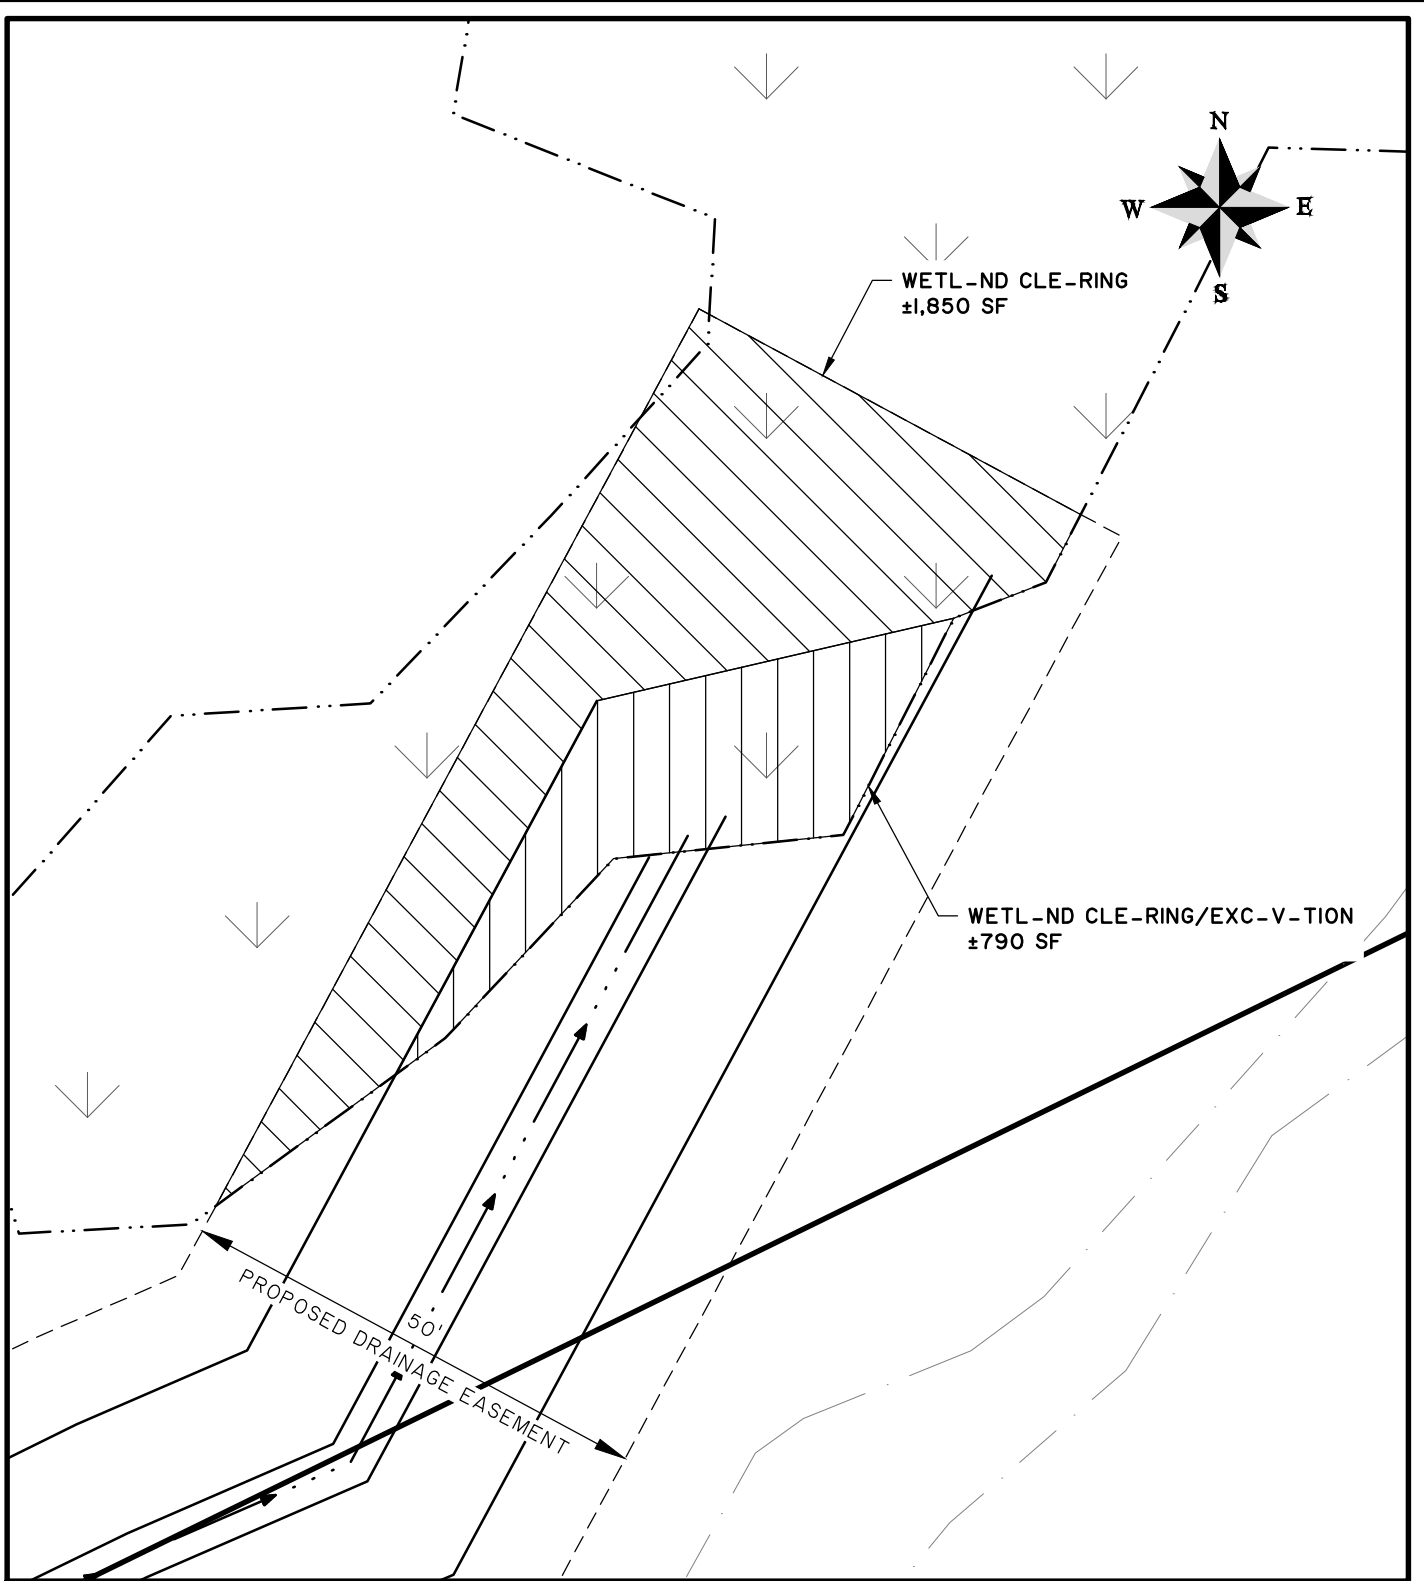 N
W
E
S
WETL-ND CLE-RING
±1,850 SF
WETL-ND CLE-RING/EXC-V-TION
±790 SF
50'
PROPOSED DRAINAGE EASEMENT